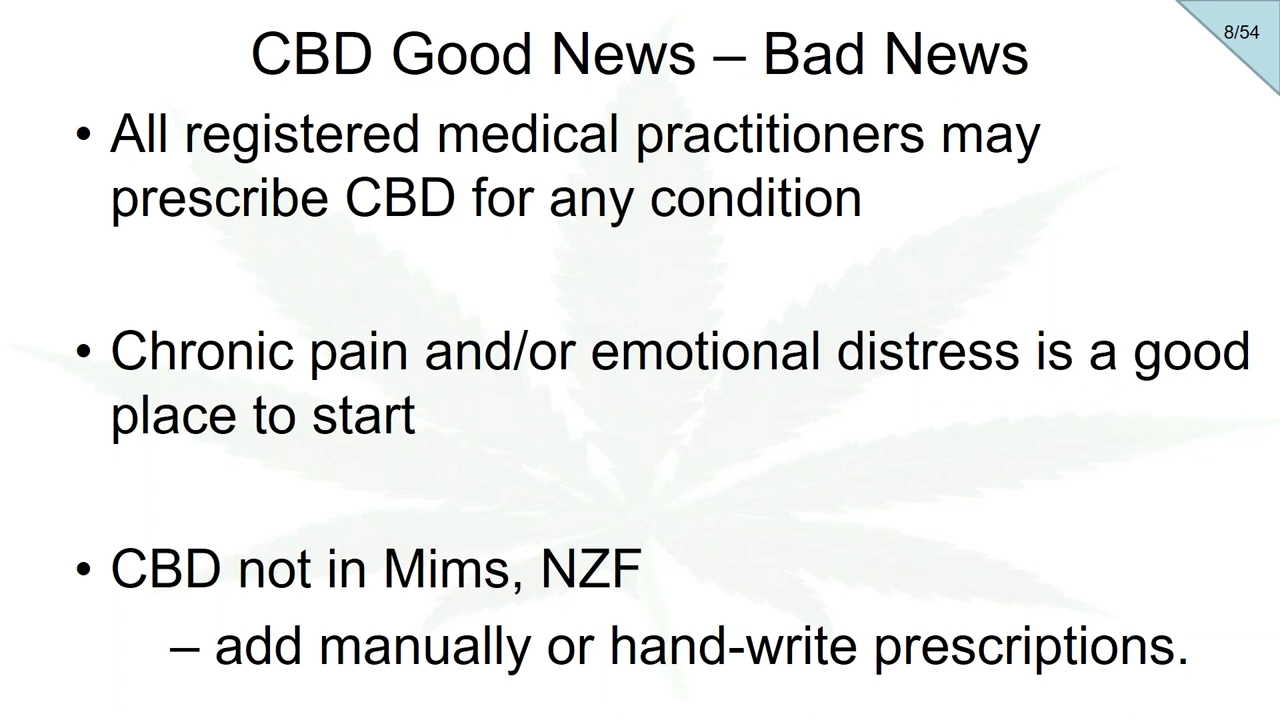 8/54
CBD Good News – Bad News
• All registered medical practitioners may
prescribe CBD for any condition
• Chronic pain and/or emotional distress is a good
place to start
• CBD not in Mims, NZF
– add manually or hand-write prescriptions.